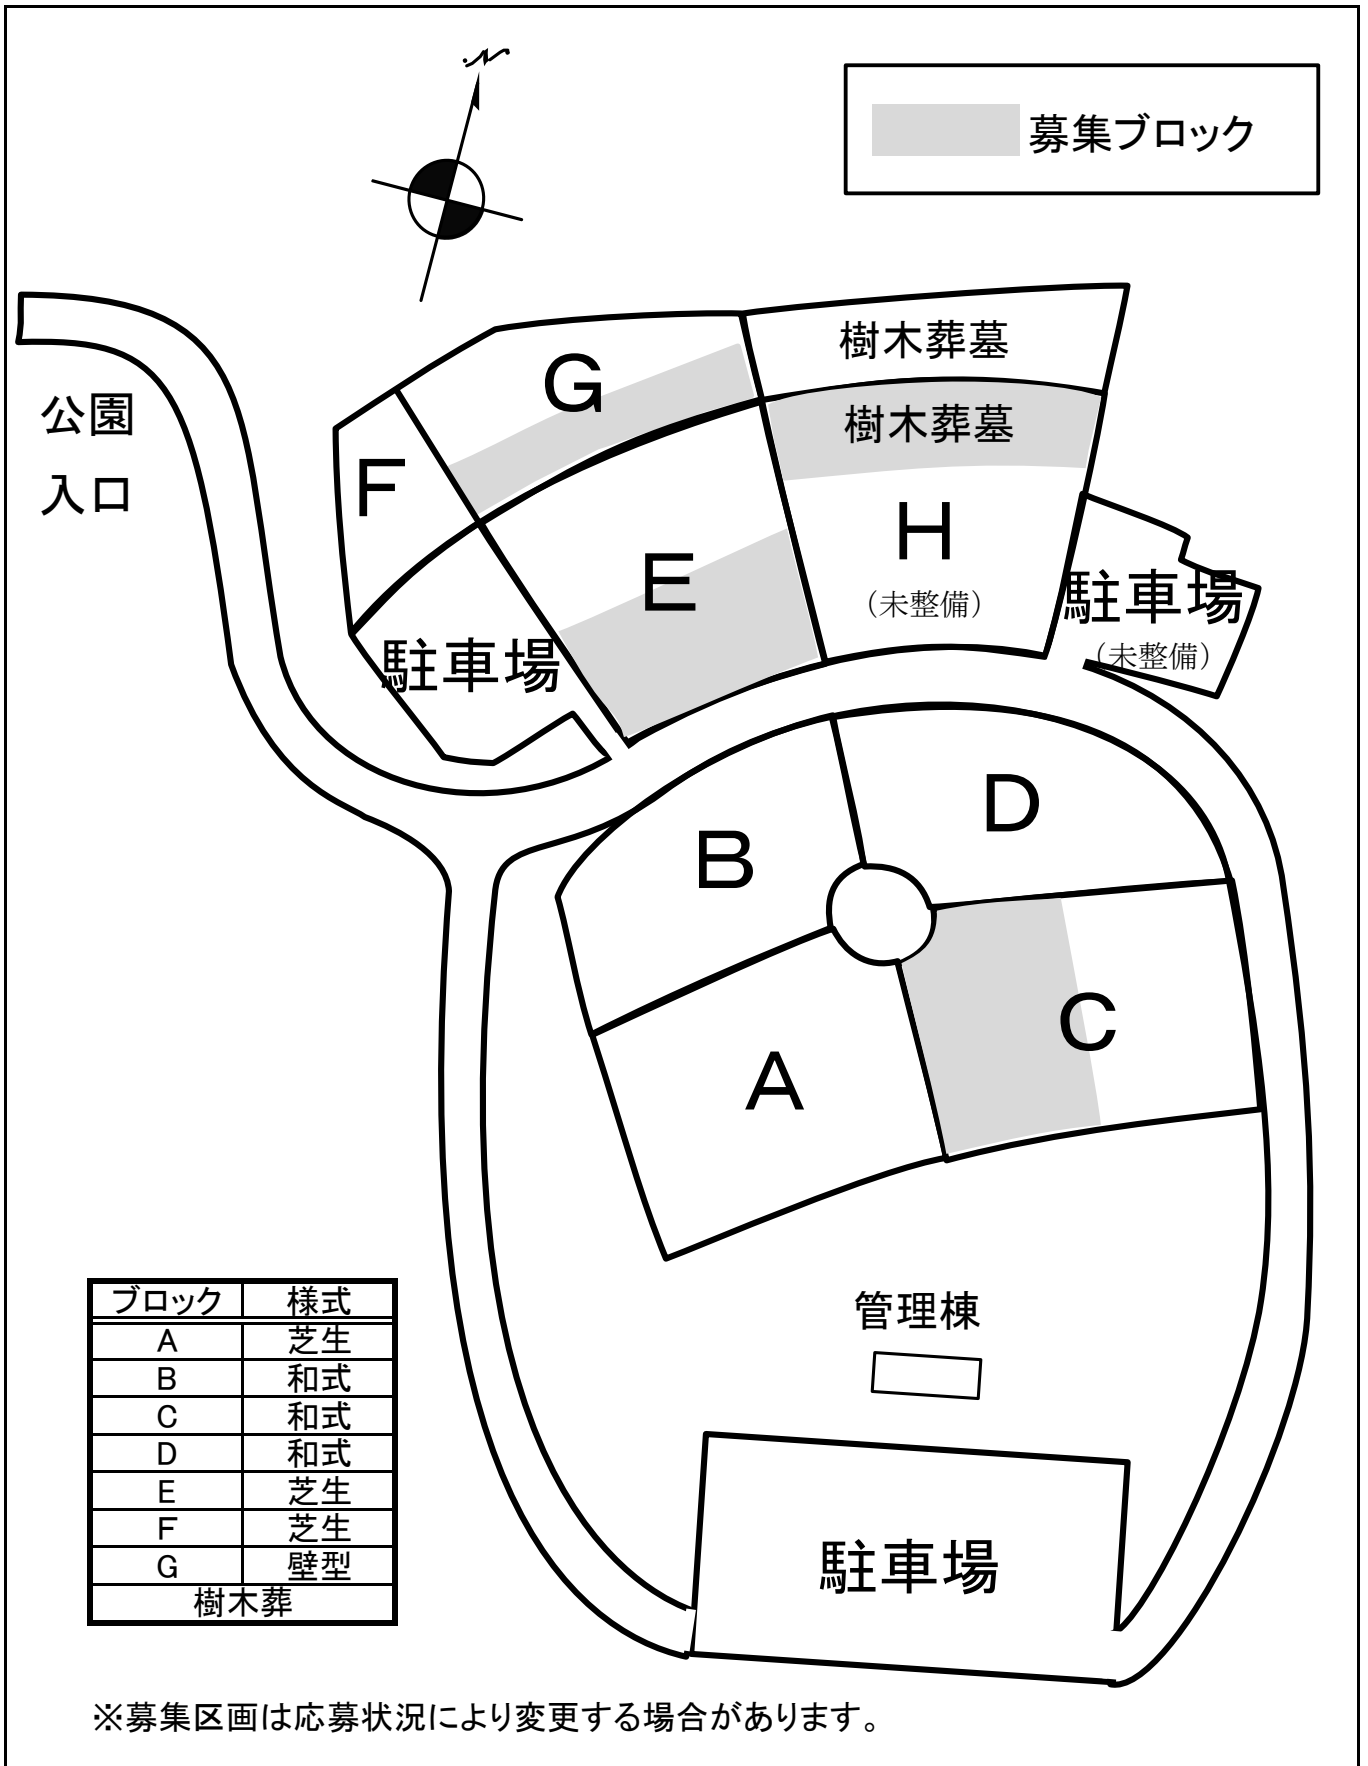 N
募集ブロック
樹木葬墓
樹木葬墓
G
公園
入口
F
H
(未整備)
E
駐車場
(未整備)
駐車場
D
B
C
A
管理棟
駐車場
ブロック 様式
A 芝生
B 和式
C 和式
D 和式
E 芝生
F 芝生
G 壁型
樹木葬
※募集区画は応募状況により変更する場合があります。